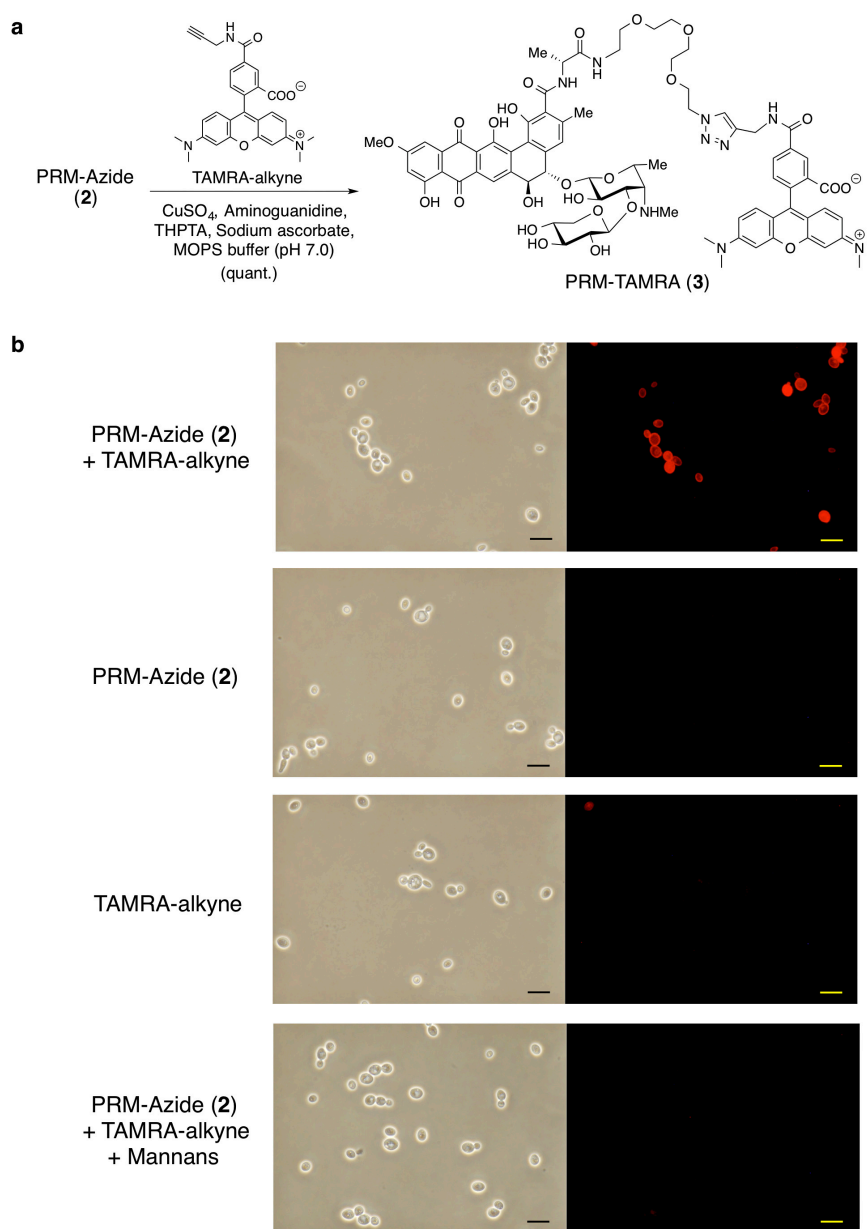 a
PRM-Azide
(2)
H
N
O
COO ⊖
N
O
N ⊕
TAMRA-alkyne
CuSO₄, Aminoguanidine,
THPTA, Sodium ascorbate,
MOPS buffer (pH 7.0)
(quant.)
O
O
O
O
Me
N
H
O
NH
HO
Me
MeO
O
OH
OH
O
OH
O
O
Me
HO
O
NHMe
O
HO
HO
OH
N
N=N
H
N
O
COO ⊖
N
O
N ⊕
PRM-TAMRA (3)
b
PRM-Azide (2)
+ TAMRA-alkyne
PRM-Azide (2)
TAMRA-alkyne
PRM-Azide (2)
+ TAMRA-alkyne
+ Mannans